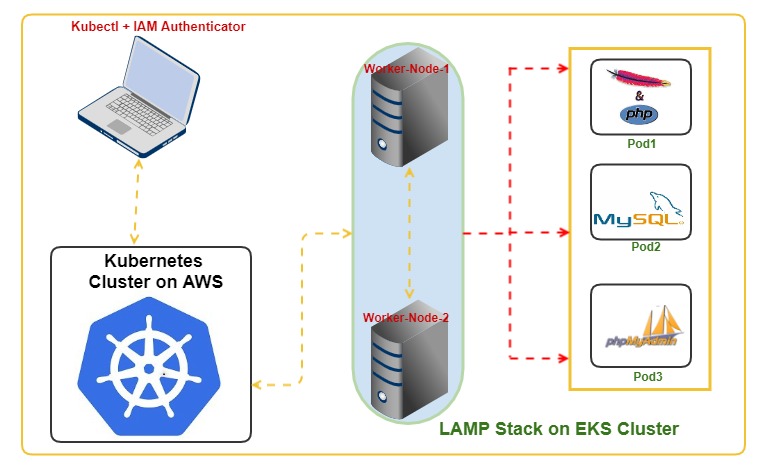 Kubectl + IAM Authenticator
Kubernetes
Cluster on AWS
Worker-Node-1
Worker-Node-2
&
php
Pod1
MySQL
Pod2
phpMyAdmin
Pod3
LAMP Stack on EKS Cluster